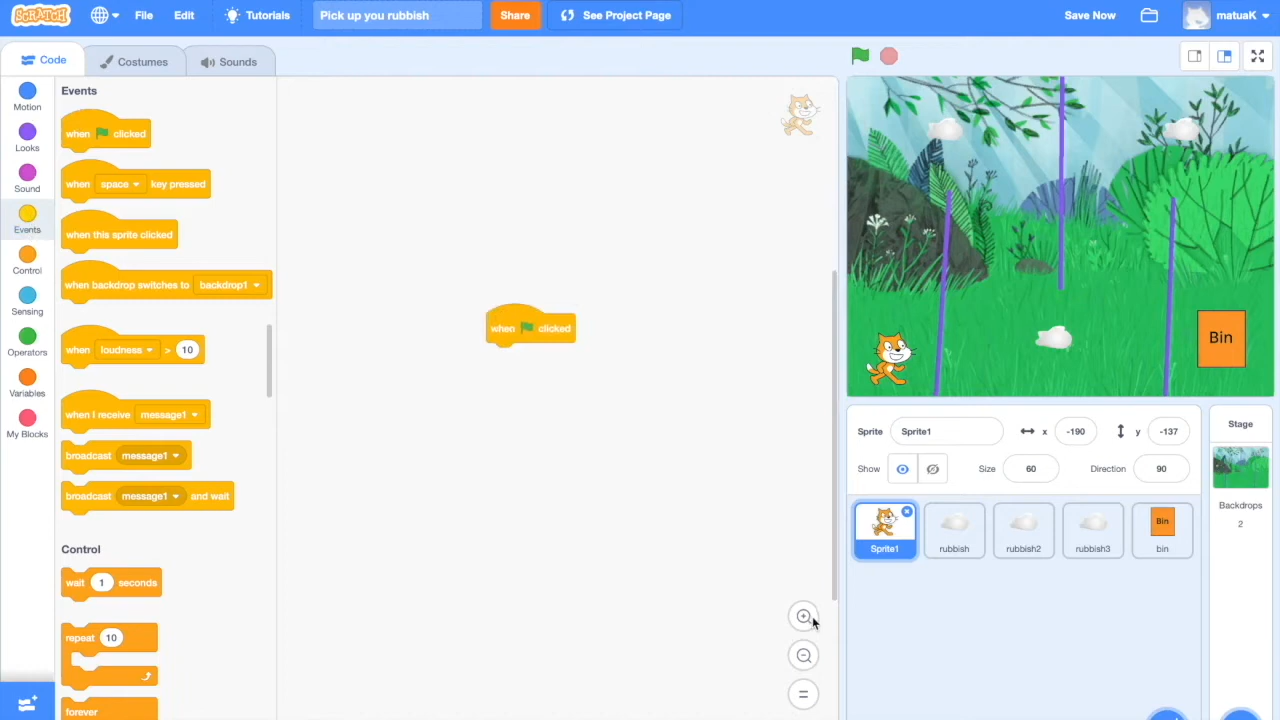 SCRATCH File Edit Tutorials Pick up you rubbish Share See Project Page Save Now matuaK
Code Costumes Sounds
Motion
Looks
Sound
Events
Control
Sensing
Operators
Variables
My Blocks
Events
when clicked
when space key pressed
when this sprite clicked
when backdrop switches to backdrop1
when loudness > 10
when I receive message1
broadcast message1
broadcast message1 and wait
Control
wait 1 seconds
repeat 10
forever
when clicked
Bin
Sprite Sprite1 x -190 y -137
Show Size 60 Direction 90
Bin
Sprite1 rubbish rubbish2 rubbish3 bin
Stage
Backdrops
2